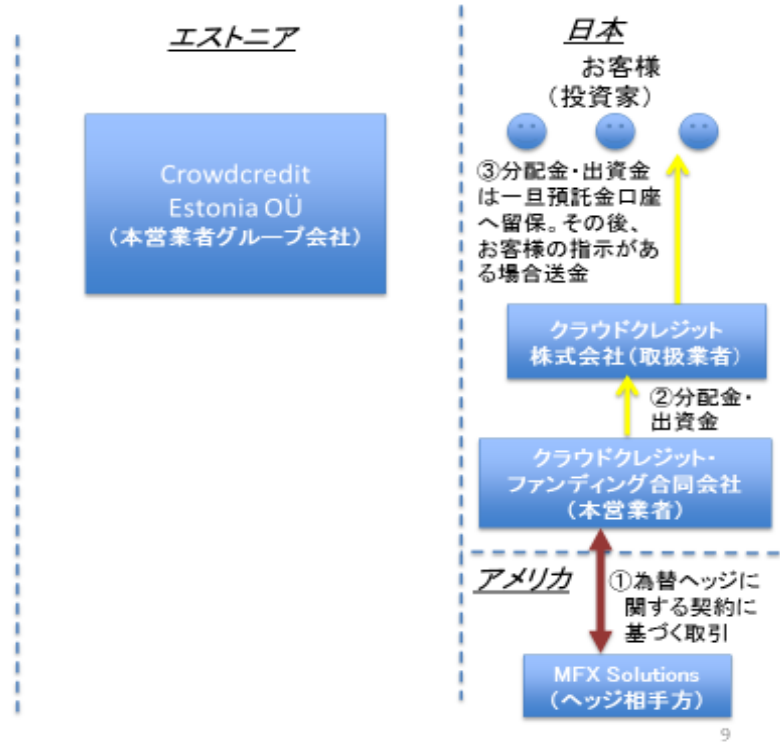 エストニア
Crowdcredit
Estonia OÜ
(本営業者グループ会社)
日本
お客様
(投資家)
③分配金・出資金
は一旦預託金口座
へ留保。その後、
お客様の指示があ
る場合送金
クラウドクレジット
株式会社(取扱業者)
②分配金・
出資金
クラウドクレジット・
ファンディング合同会社
(本営業者)
アメリカ
①為替ヘッジに
関する契約に
基づく取引
MFX Solutions
(ヘッジ相手方)
9